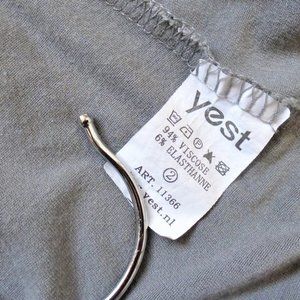 yest
94% VISCOSE
6% ELASTHANNE
2
ART. 11366
yest.nl